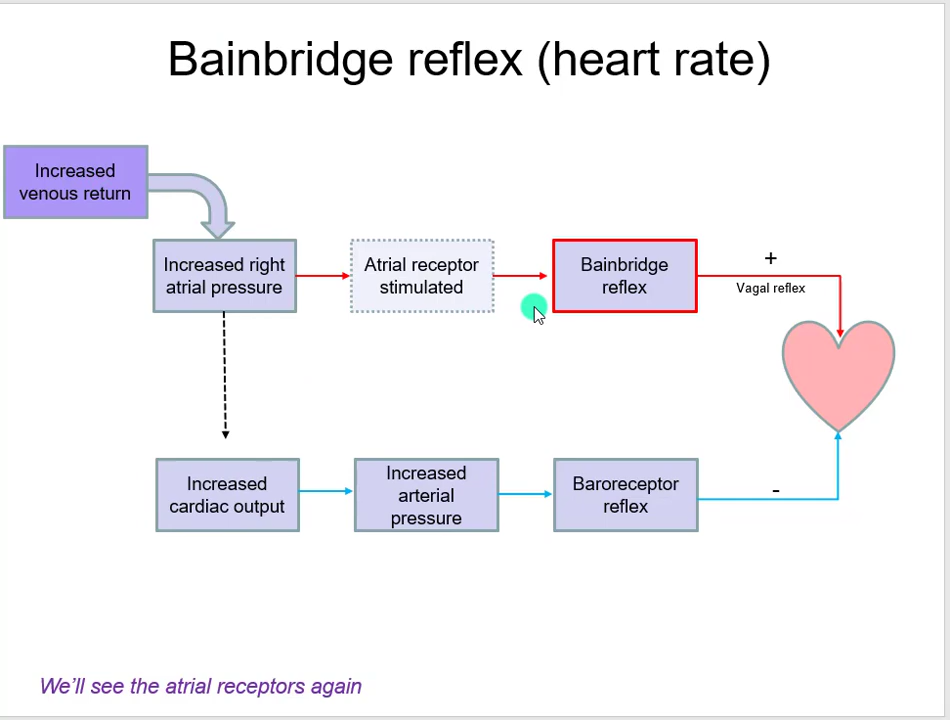 Bainbridge reflex (heart rate)
Increased
venous return
Increased right
atrial pressure
Atrial receptor
stimulated
Bainbridge
reflex
+
Vagal reflex
Increased
cardiac output
Increased
arterial
pressure
Baroreceptor
reflex
-
We’ll see the atrial receptors again